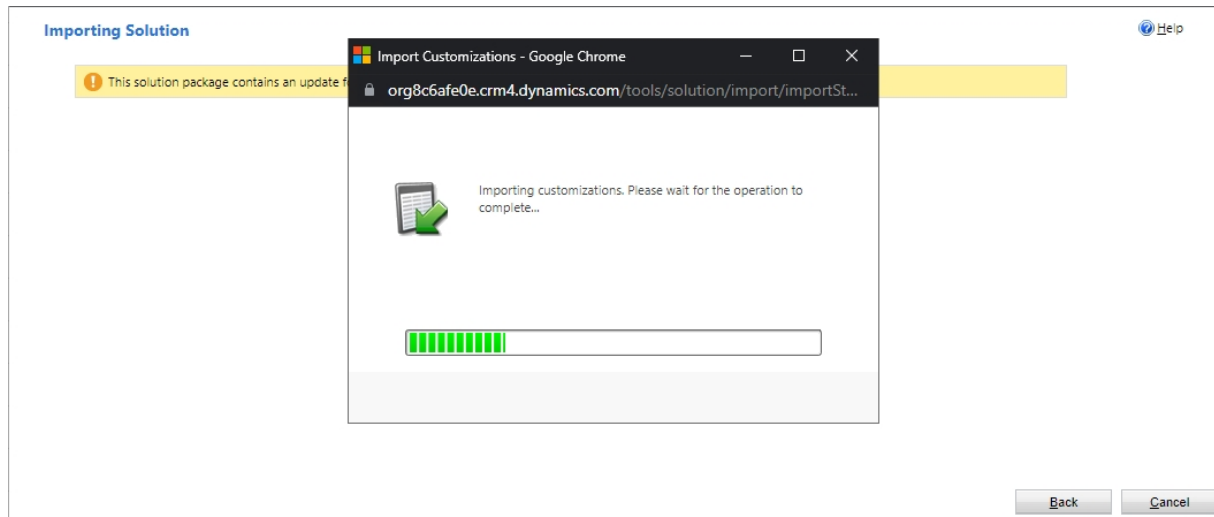 Importing Solution
Help
Import Customizations - Google Chrome
This solution package contains an update
org8c6afe0e.crm4.dynamics.com/tools/solution/import/importSt...
Importing customizations. Please wait for the operation to
complete...
Back
Cancel